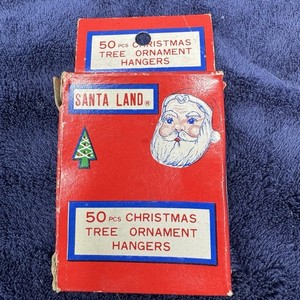 50 PCS CHRISTMAS
TREE ORNAMENT
HANGERS
SANTA LAND ®
50 PCS CHRISTMAS
TREE ORNAMENT
HANGERS